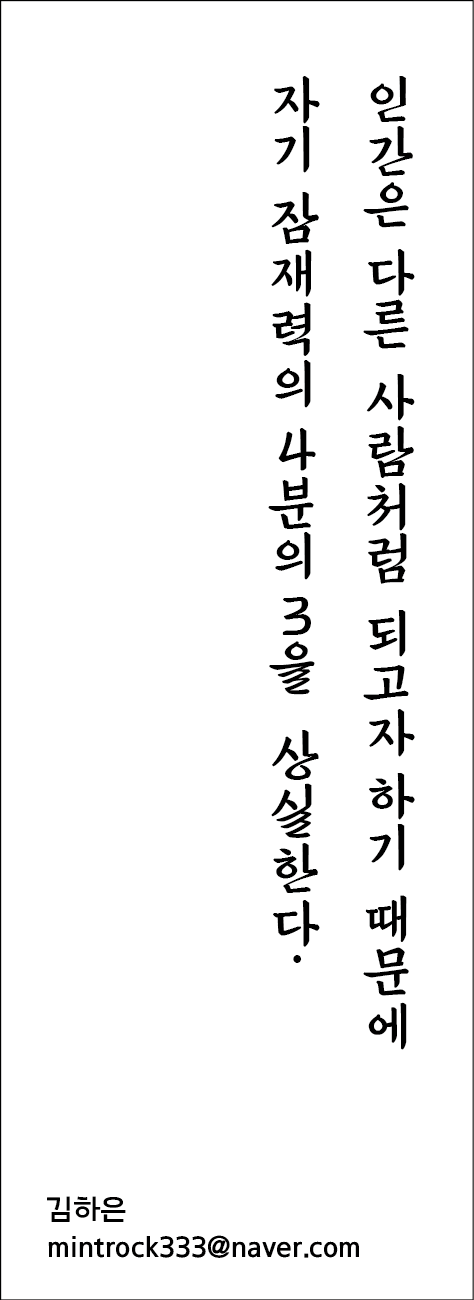 인간은 다른 사람처럼 되고자 하기 때문에
자기 잠재력의 4분의 3을 상실한다.
김하은
mintrock333@naver.com